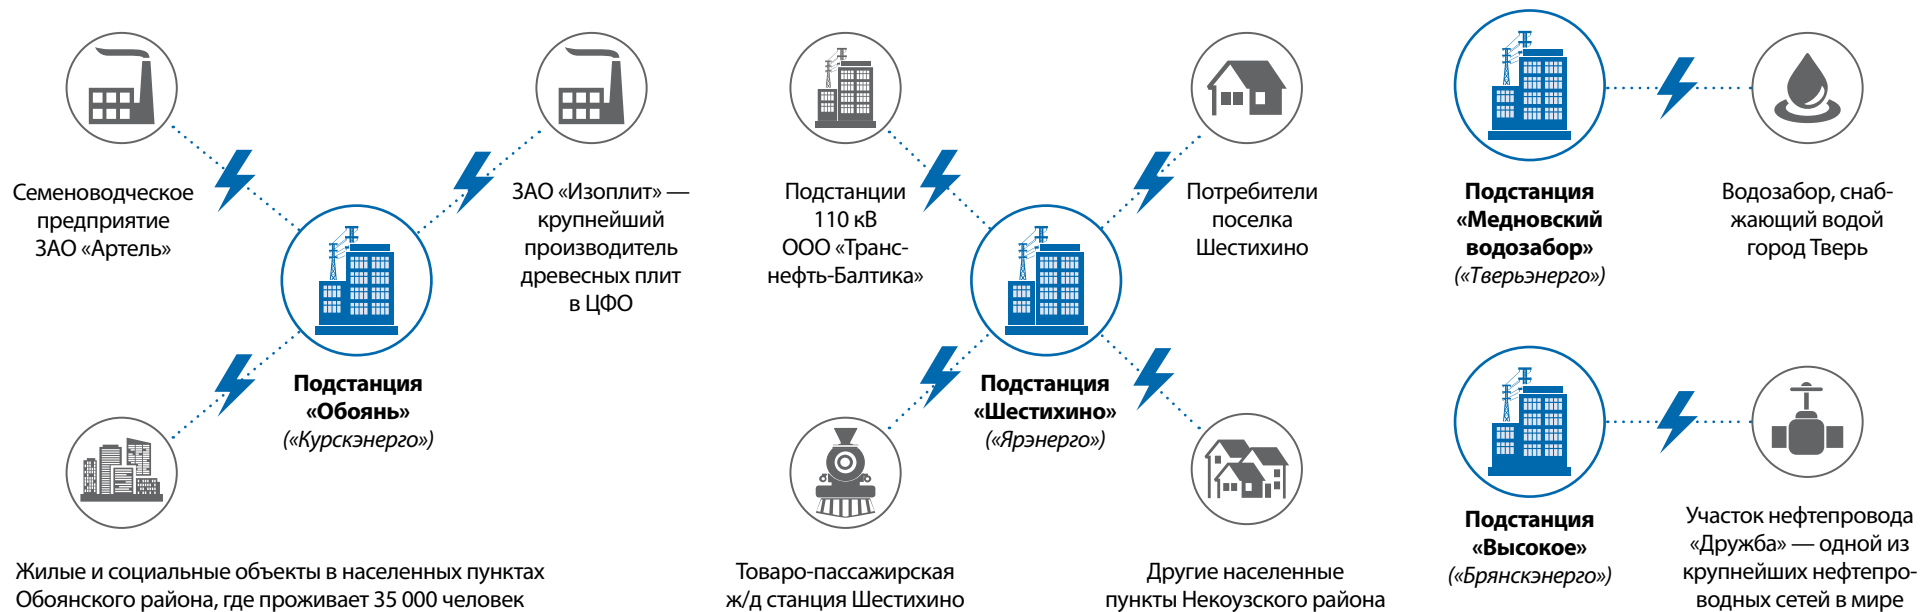 Семеноводческое
предприятие
ЗАО «Артель»
ЗАО «Изоплит» —
крупнейший
производитель
древесных плит
в ЦФО
Подстанция
«Обоянь»
(«Курскэнерго»)
Жилые и социальные объекты в населенных пунктах
Обоянского района, где проживает 35 000 человек
Подстанции
110 кВ
ООО «Транс-
нефть-Балтика»
Потребители
поселка
Шестихино
Подстанция
«Шестихино»
(«Ярэнерго»)
Товаро-пассажирская
ж/д станция Шестихино
Другие населенные
пункты Некоузского района
Подстанция
«Медновский
водозабор»
(«Тверьэнерго»)
Водозабор, снаб-
жающий водой
город Тверь
Подстанция
«Высокое»
(«Брянскэнерго»)
Участок нефтепровода
«Дружба» — одной из
крупнейших нефтепро-
водных сетей в мире